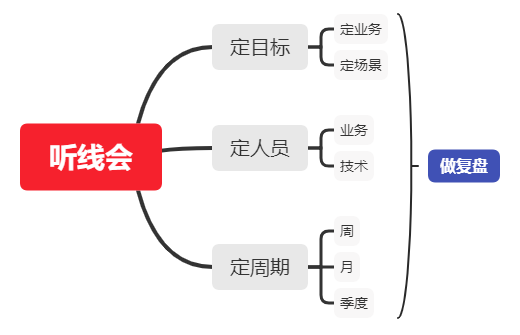 听线会
定目标
定业务
定场景
定人员
业务
技术
定周期
周
月
季度
做复盘